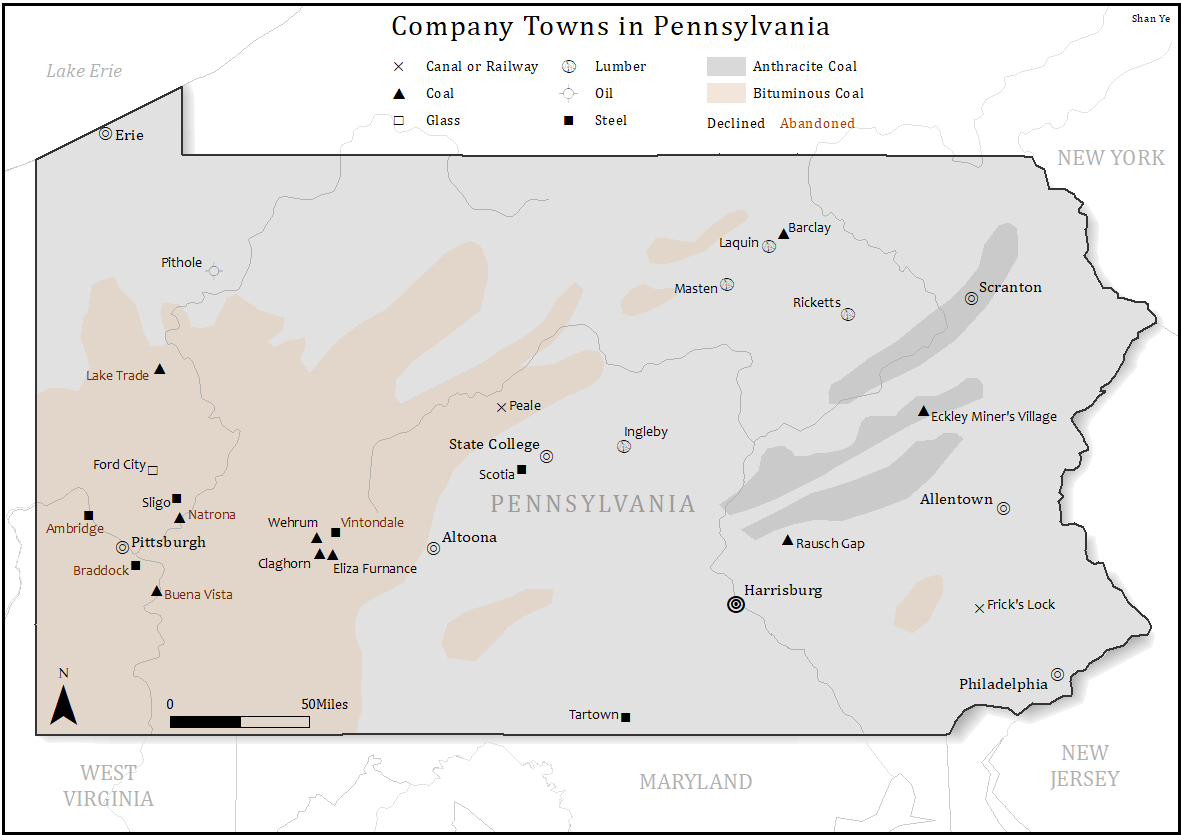 Company Towns in Pennsylvania
Shan Ye
Canal or Railway
Lumber
Anthracite Coal
Coal
Oil
Bituminous Coal
Glass
Steel
Declined Abandoned
Lake Erie
Erie
NEW YORK
Barclay
Laquin
Pithole
Masten
Scranton
Ricketts
Lake Trade
Peale
Eckley Miner's Village
Ingleby
State College
Ford City
Scotia
Sligo
PENNSYLVANIA
Allentown
Natrona
Ambridge
Wehrum
Vintondale
Pittsburgh
Altoona
Rausch Gap
Claghorn
Eliza Furnance
Braddock
Buena Vista
Harrisburg
Frick's Lock
N
Philadelphia
0
50Miles
Tartown
WEST
VIRGINIA
MARYLAND
NEW
JERSEY